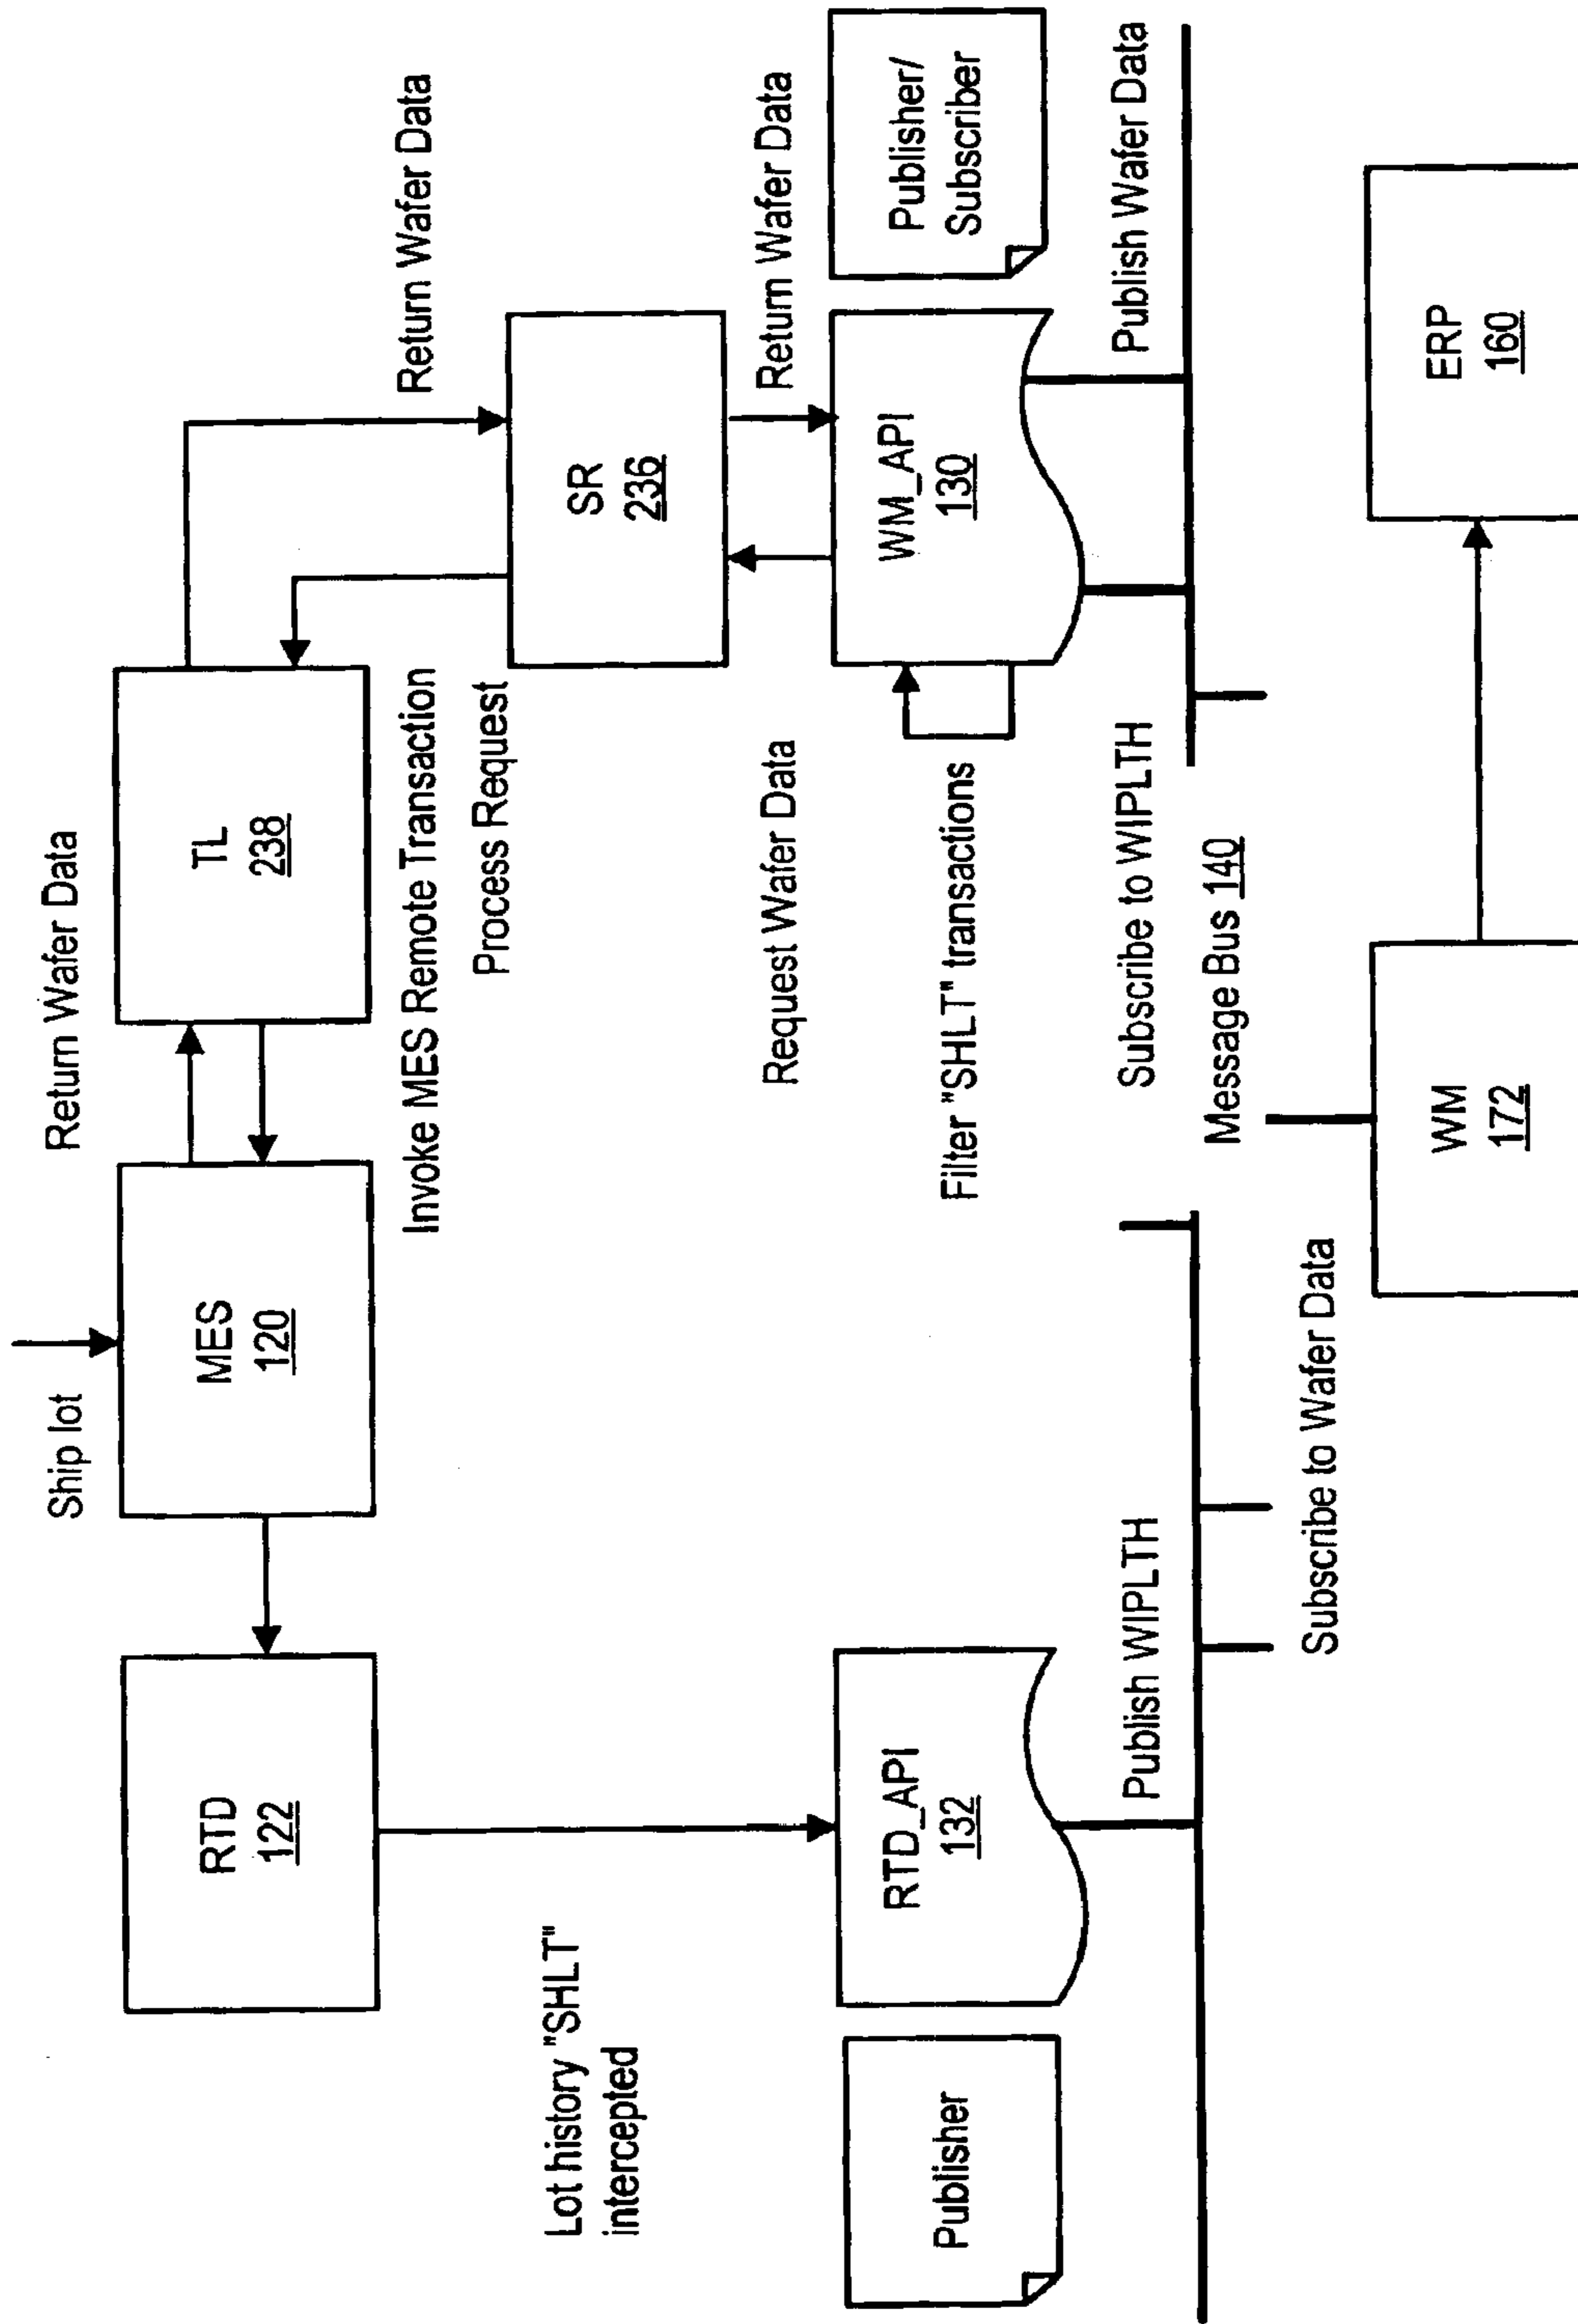 Ship lot
Return Wafer Data
RTD
122
MES
120
TL
238
Invoke MES Remote Transaction
Return Wafer Data
Process Request
Lot history "SHLT"
intercepted
SR
236
Request Wafer Data
Return Wafer Data
Publisher
RTD_API
132
Filter "SHLT" transactions
WM_API
130
Publisher/
Subscriber
Publish WIPLTH
Subscribe to WIPLTH
Publish Wafer Data
Message Bus 140
Subscribe to Wafer Data
WM
172
ERP
160